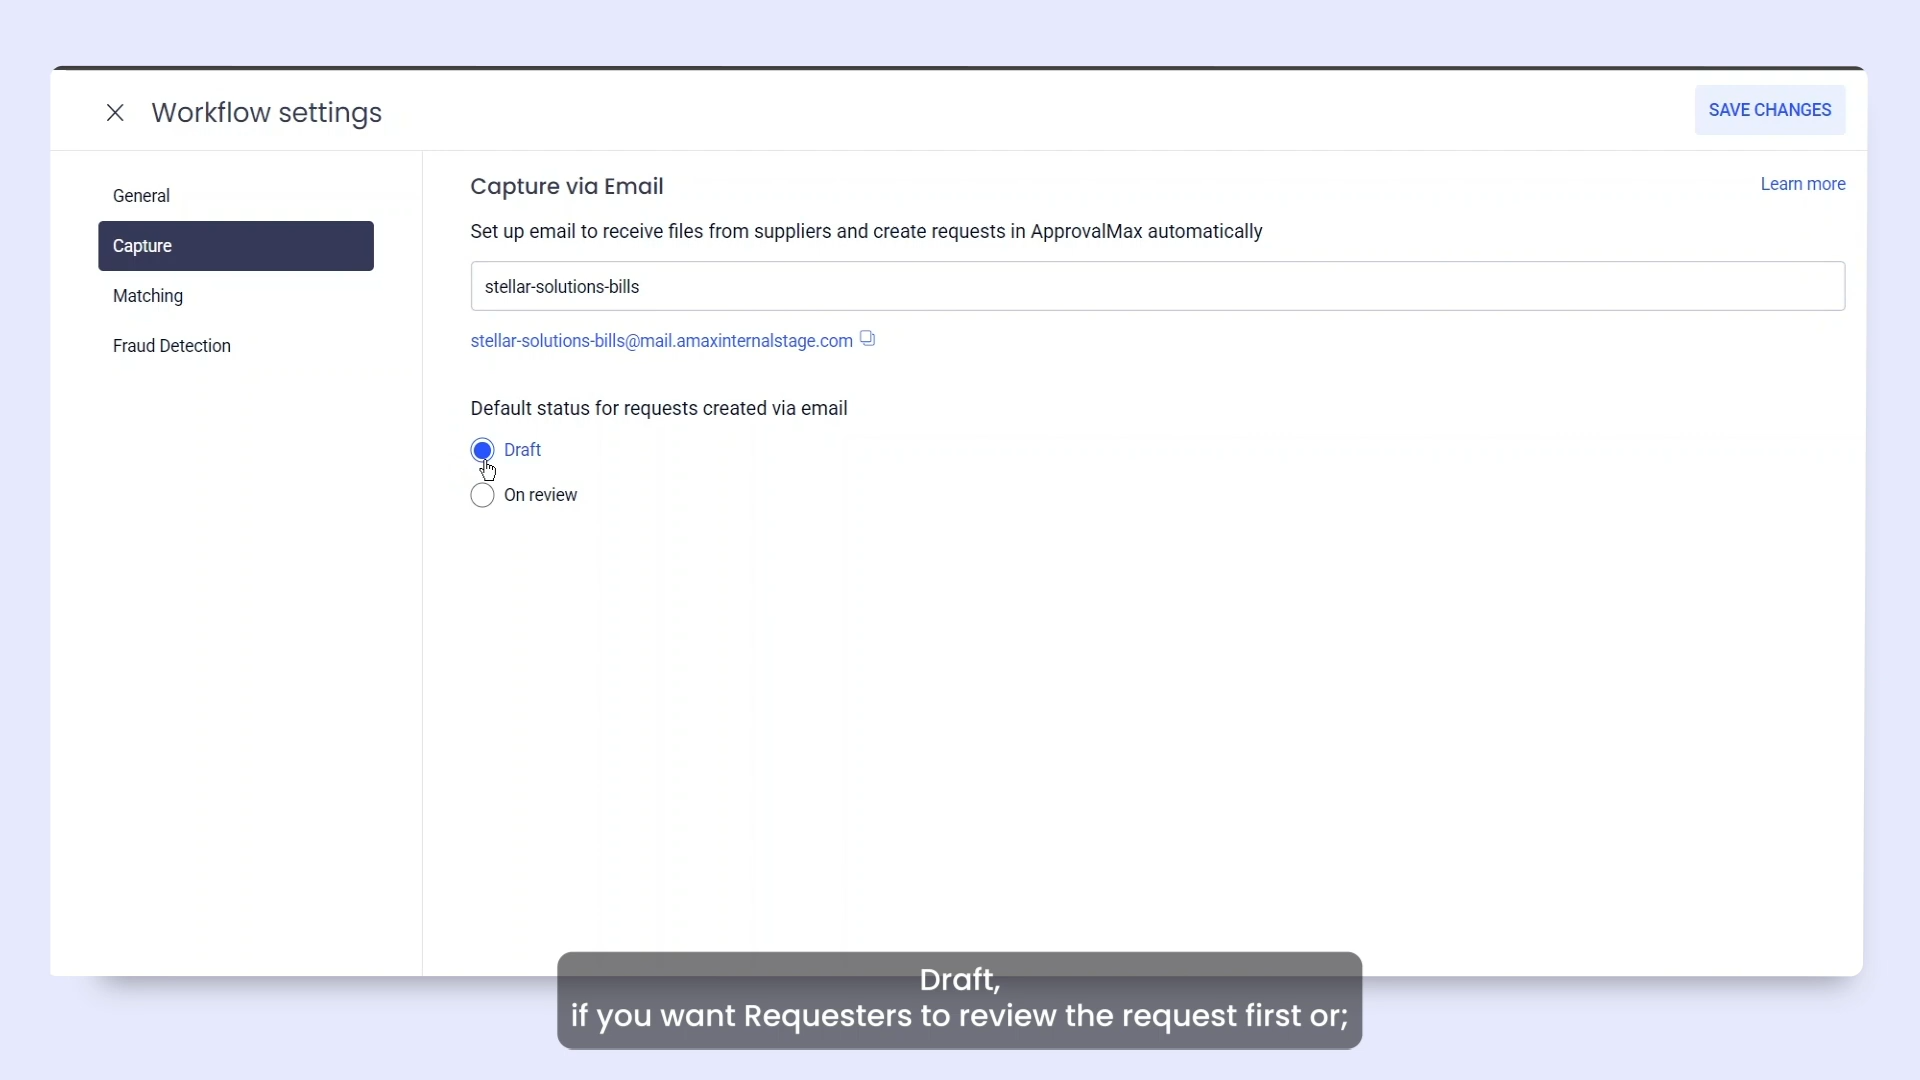 Workflow settings
SAVE CHANGES
General
Capture
Matching
Fraud Detection
Capture via Email
Learn more
Set up email to receive files from suppliers and create requests in ApprovalMax automatically
stellar-solutions-bills
stellar-solutions-bills@mail.amaxinternalstage.com
Default status for requests created via email
Draft
On review
Draft,
if you want Requesters to review the request first or;